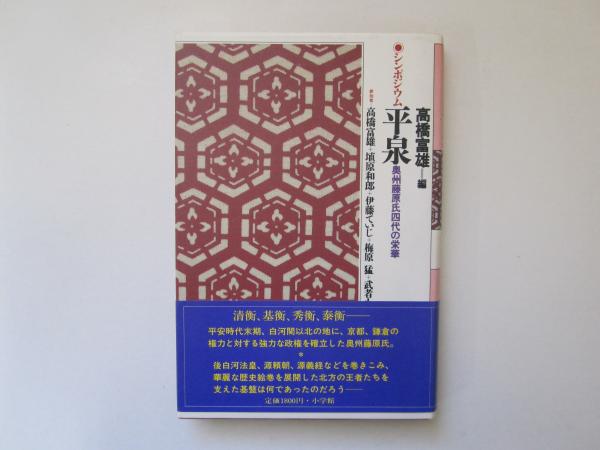 高橋富雄──編
●シンポジウム
平泉
奥州藤原氏四代の栄華
参加者
高橋富雄+埴原和郎+伊藤ていじ+梅原 猛+武者
清衡、基衡、秀衡、泰衡──
平安時代末期、白河関以北の地に、京都、鎌倉の
権力と対する強力な政権を確立した奥州藤原氏。
*
後白河法皇、源頼朝、源義経などを巻きこみ、
華麗な歴史絵巻を展開した北方の王者たちを
支えた基盤は何であったのだろう──
定価1800円・小学館